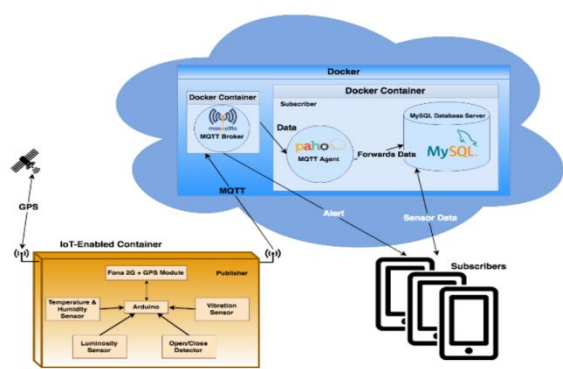 Docker
Docker Container
mosquitto
MQTT Broker
Docker Container
Subscriber
Data
paho
MQTT Agent
Forwards Data
MySQL Database Server
MySQL
GPS
MQTT
Alert
Sensor Data
IoT-Enabled Container
Publisher
Fona 2G + GPS Module
Temperature &
Humidity
Sensor
Arduino
Vibration
Sensor
Luminosity
Sensor
Open/Close
Detector
Subscribers